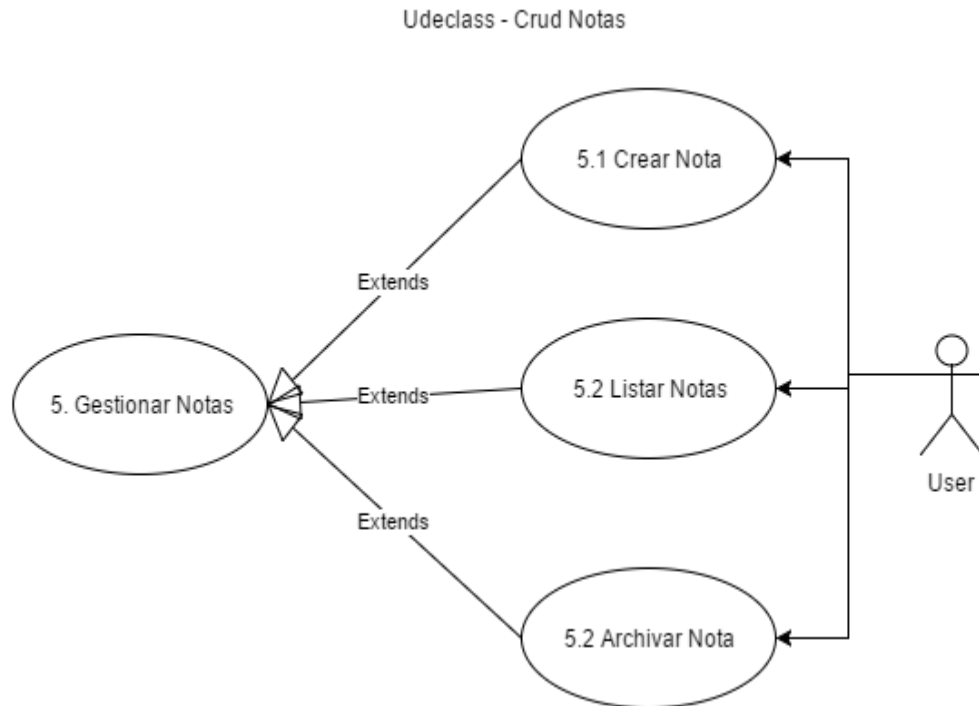 Udeclass - Crud Notas
5.1 Crear Nota
Extends
5. Gestionar Notas
Extends
5.2 Listar Notas
User
Extends
5.2 Archivar Nota